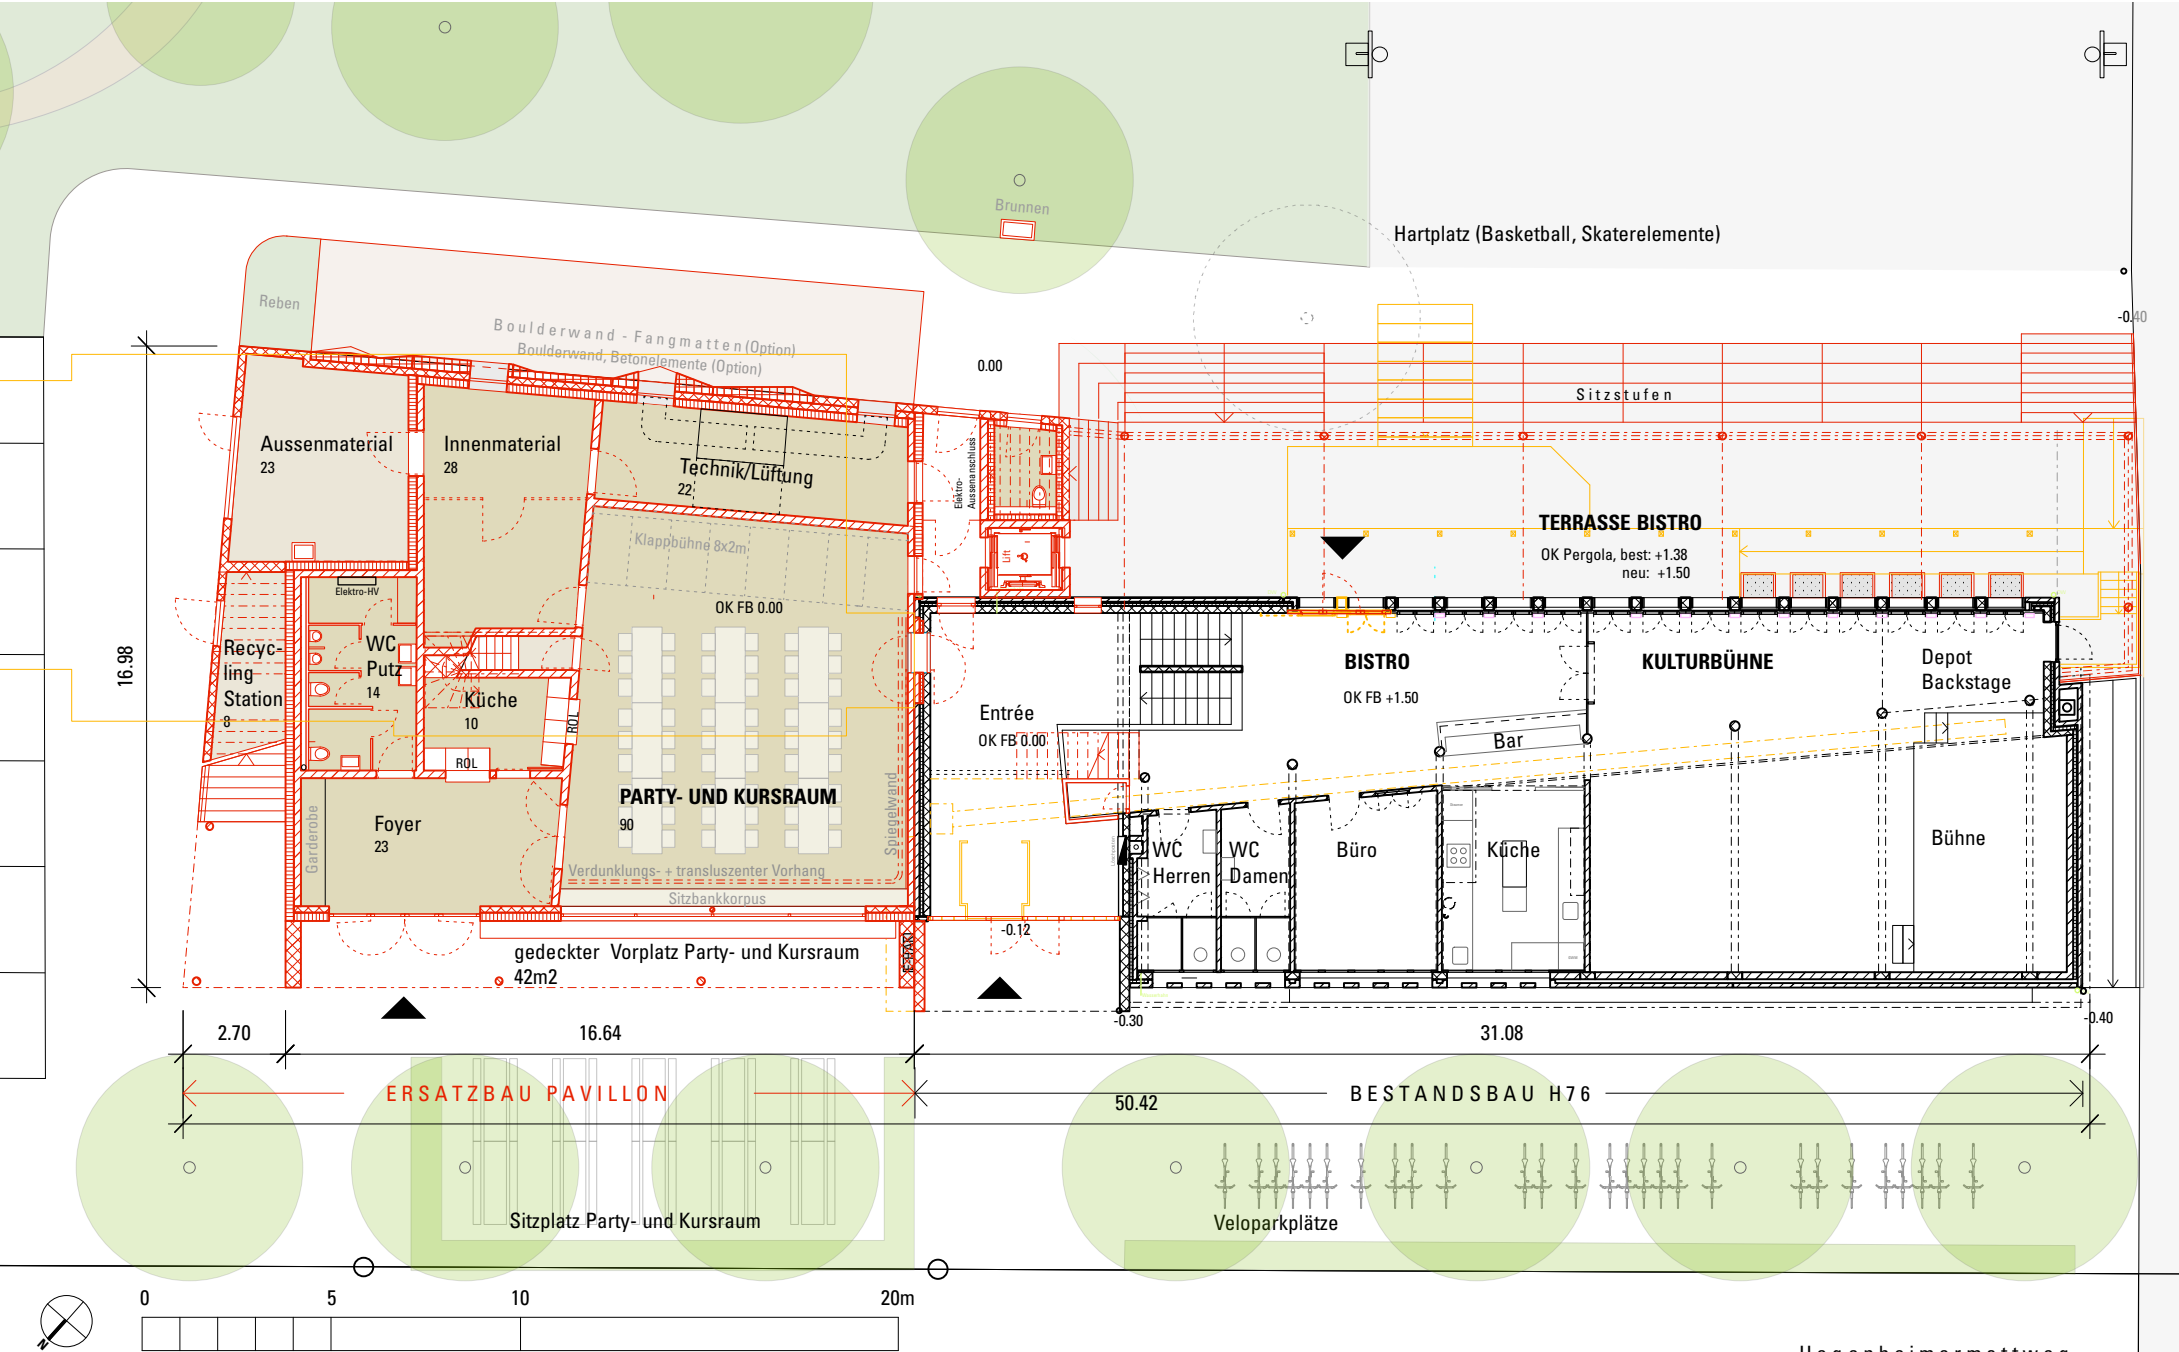 Brunnen
Hartplatz (Basketball, Skaterelemente)
Reben
-0.40
Boulderwand - Fangmatten (Option)
Boulderwand, Betonelemente (Option)
0.00
Sitzstufen
Aussenmaterial
23
Innenmaterial
28
Technik/Lüftung
22
Elektro-
Aussenanschluss
Klappbühne 8x2m
Lift
TERRASSE BISTRO
OK Pergola, best: +1.38
neu: +1.50
Elektro-HV
OK FB 0.00
16.98
Recyc-
ling
Station
8
WC
Putz
14
Küche
10
ROL
ROL
BISTRO
OK FB +1.50
KULTURBÜHNE
Depot
Backstage
Entrée
OK FB 0.00
Bar
PARTY- UND KURSRAUM
90
Garderobe
Foyer
23
Spiegelwand
Verdunklungs- + transluszenter Vorhang
Sitzbankkorpus
WC
Herren
WC
Damen
Büro
Küche
Bühne
gedeckter Vorplatz Party- und Kursraum
42m2
-0.12
-0.30
-0.40
2.70
16.64
31.08
ERSATZBAU PAVILLON
50.42
BESTANDSBAU H76
Sitzplatz Party- und Kursraum
Veloparkplätze
N
0
5
10
20m